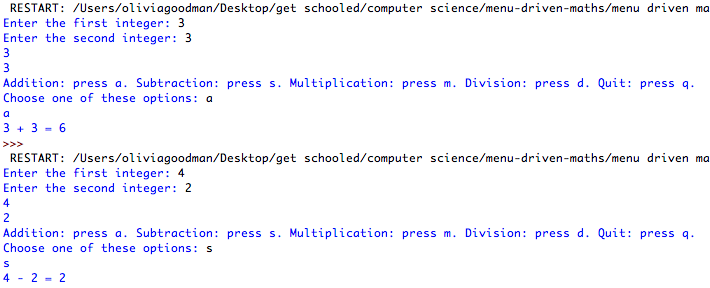 RESTART: /Users/oliviagoodman/Desktop/get schooled/computer science/menu-driven-maths/menu driven ma
Enter the first integer: 3
Enter the second integer: 3
3
3
Addition: press a. Subtraction: press s. Multiplication: press m. Division: press d. Quit: press q.
Choose one of these options: a
a
3 + 3 = 6
>>>
RESTART: /Users/oliviagoodman/Desktop/get schooled/computer science/menu-driven-maths/menu driven ma
Enter the first integer: 4
Enter the second integer: 2
4
2
Addition: press a. Subtraction: press s. Multiplication: press m. Division: press d. Quit: press q.
Choose one of these options: s
s
4 - 2 = 2